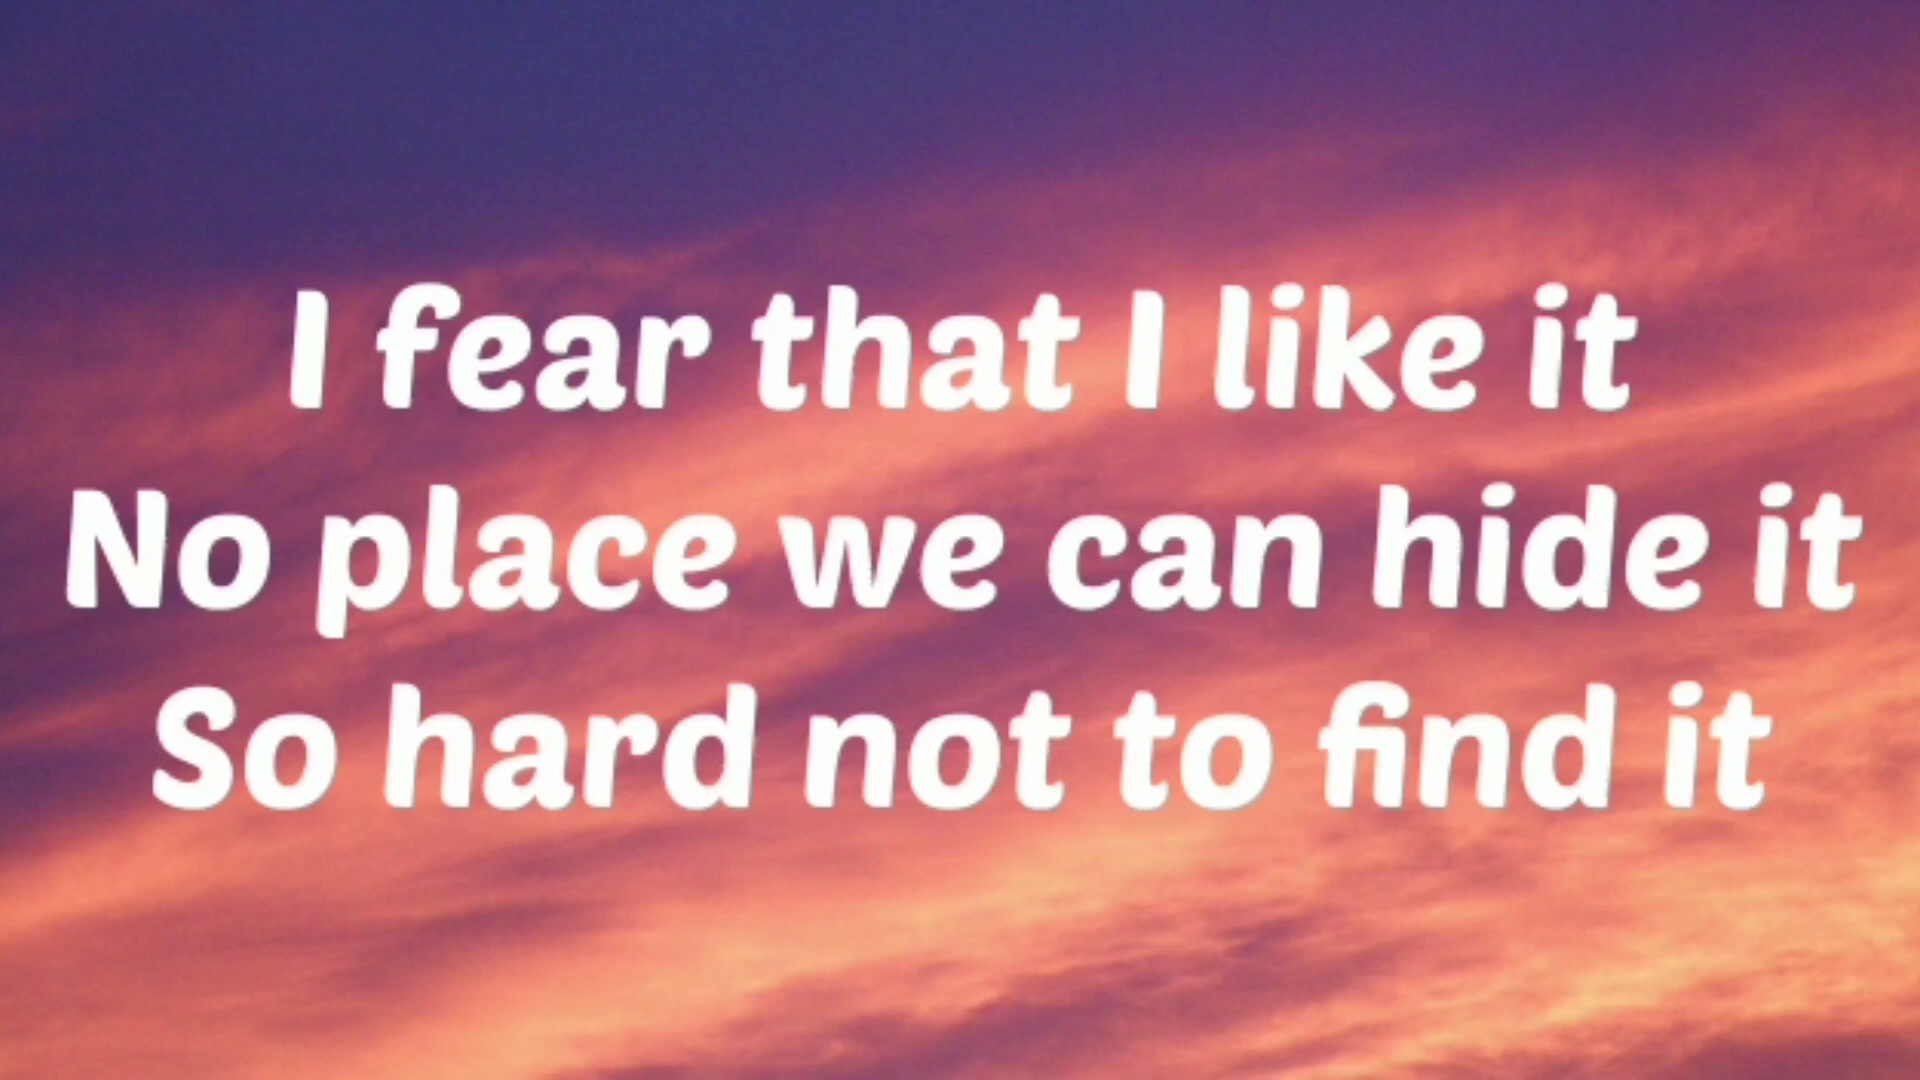 I fear that I like it
No place we can hide it
So hard not to find it